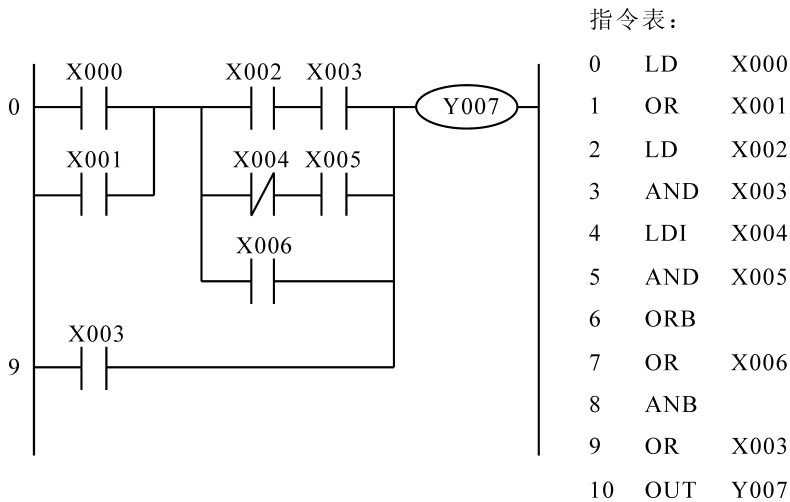 X000 X002 X003
0 Y007
X001 X004 X005
X006
X003
9
指令表：
0 LD X000
1 OR X001
2 LD X002
3 AND X003
4 LDI X004
5 AND X005
6 ORB
7 OR X006
8 ANB
9 OR X003
10 OUT Y007